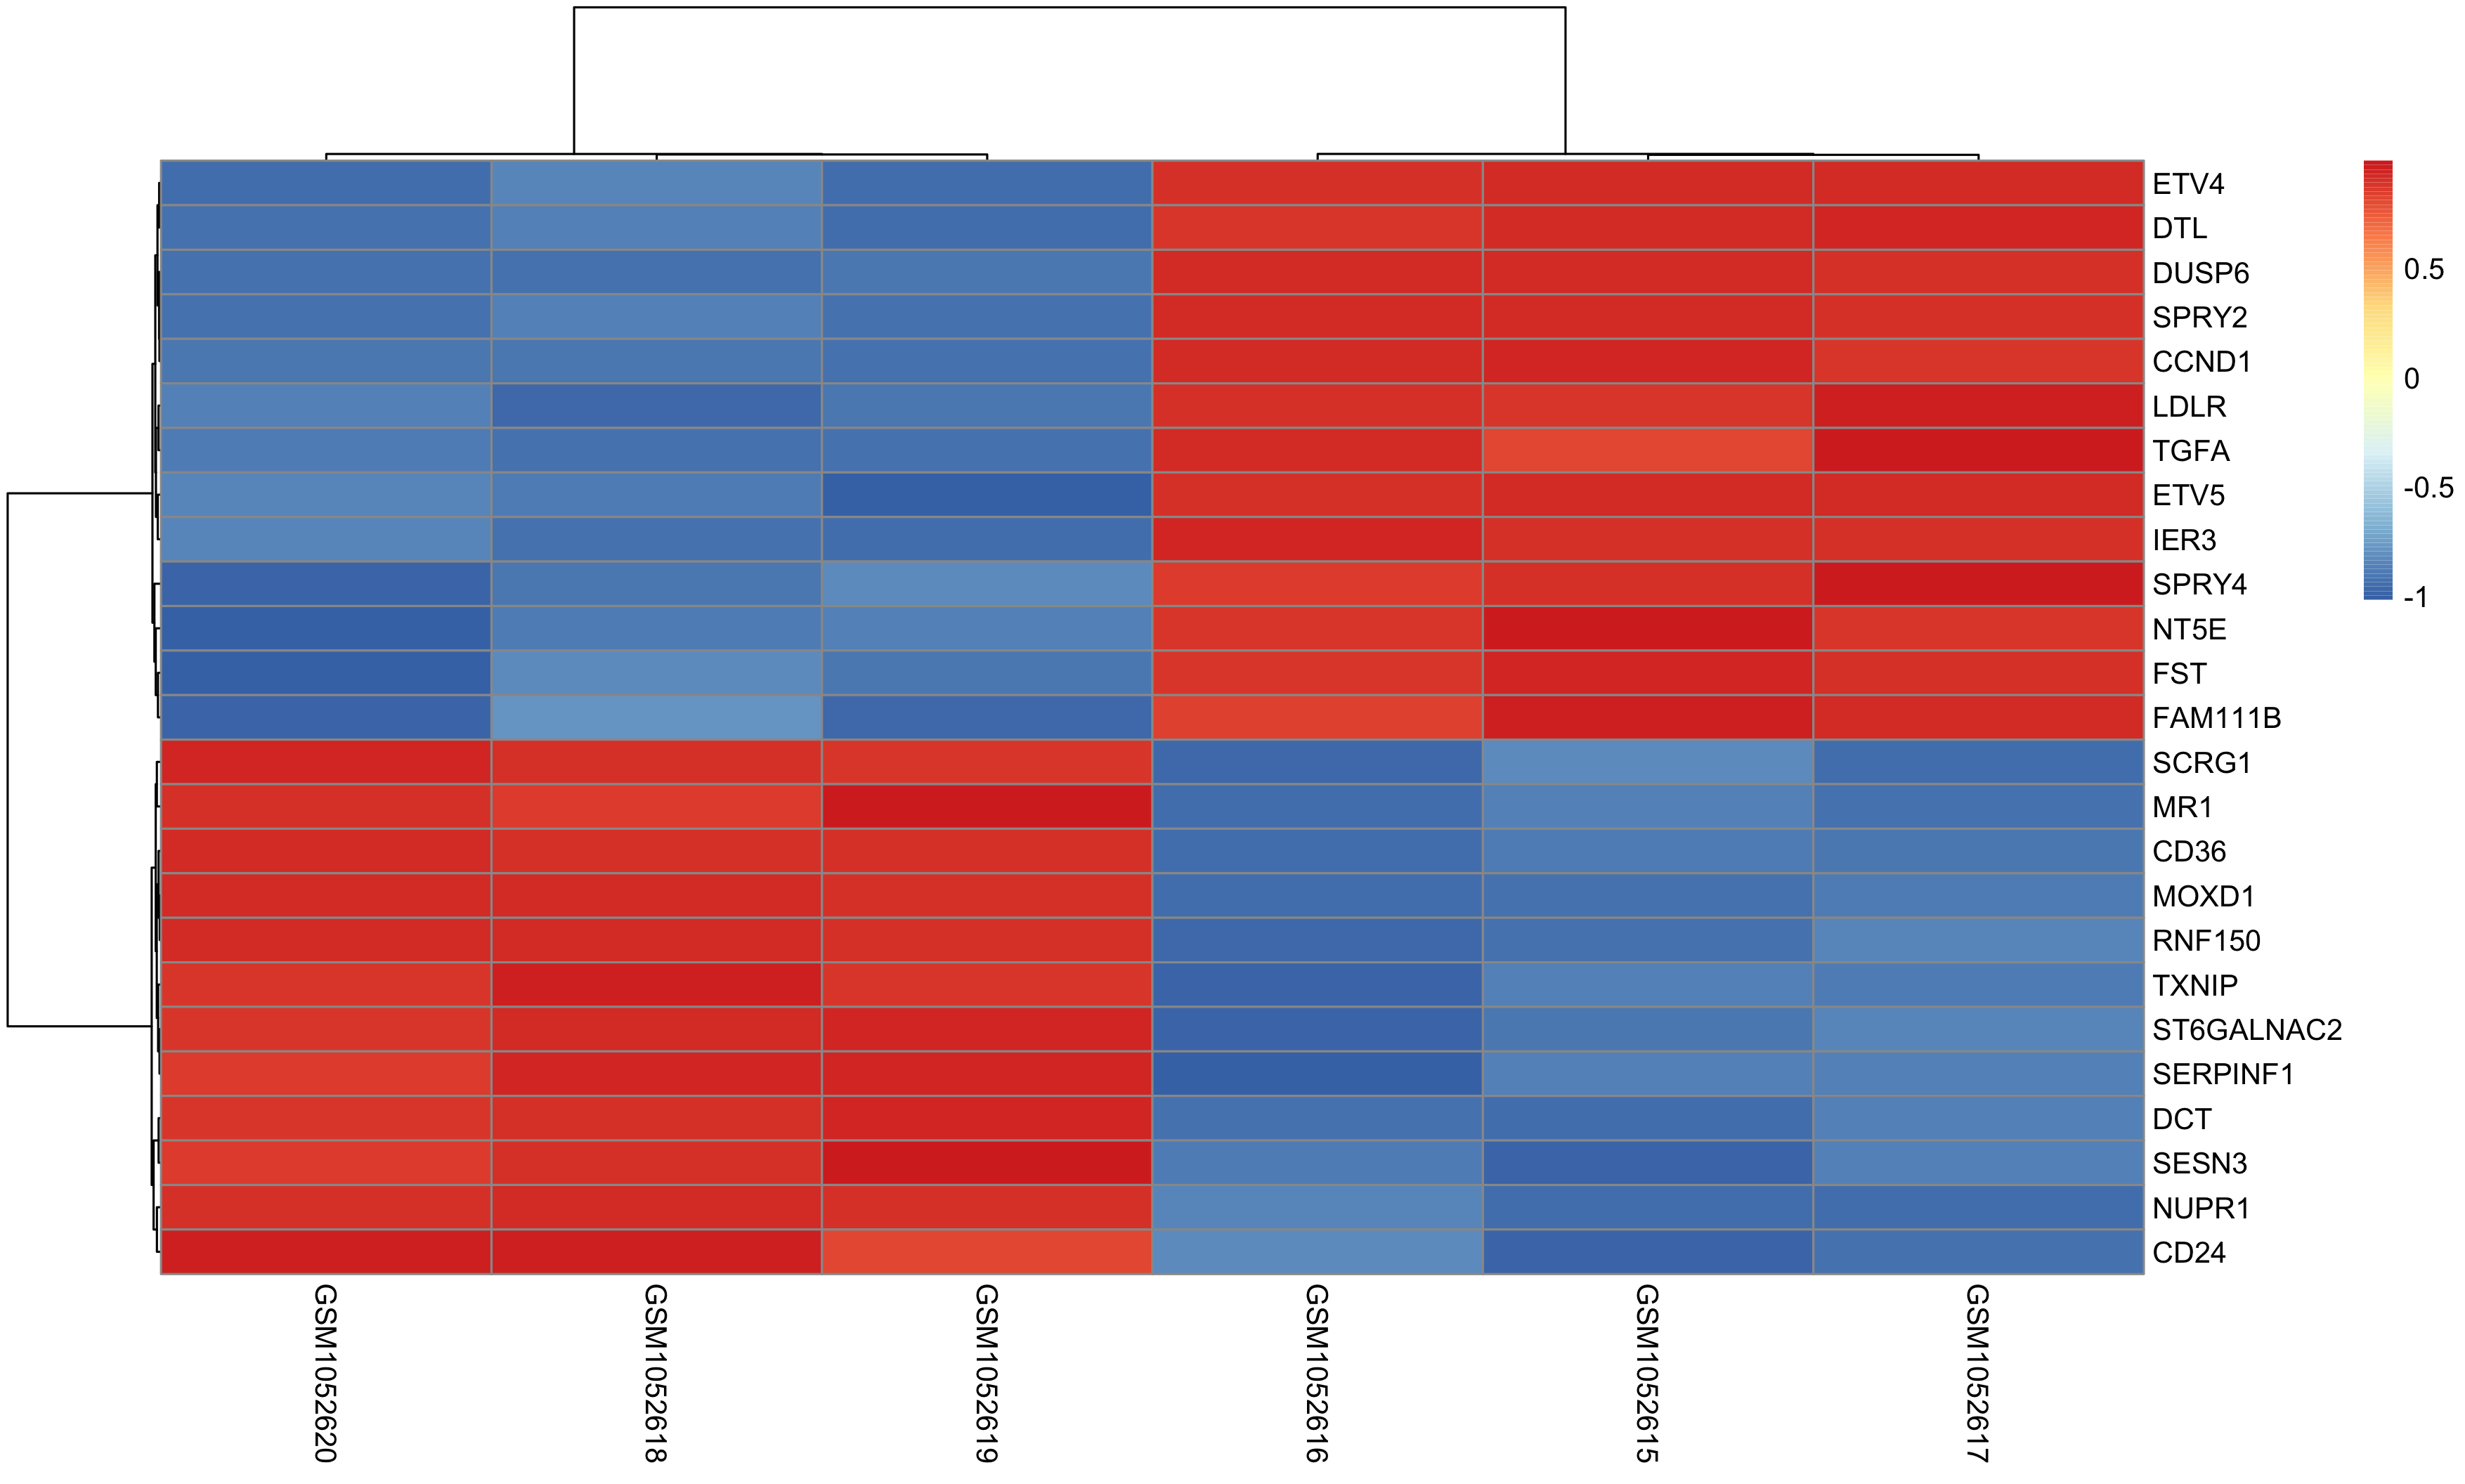 ETV4
DTL
DUSP6
SPRY2
CCND1
LDLR
TGFA
ETV5
IER3
SPRY4
NT5E
FST
FAM111B
SCRG1
MR1
CD36
MOXD1
RNF150
TXNIP
ST6GALNAC2
SERPINF1
DCT
SESN3
NUPR1
CD24
0.5
0
-0.5
-1
GSM1052620
GSM1052618
GSM1052619
GSM1052616
GSM1052615
GSM1052617